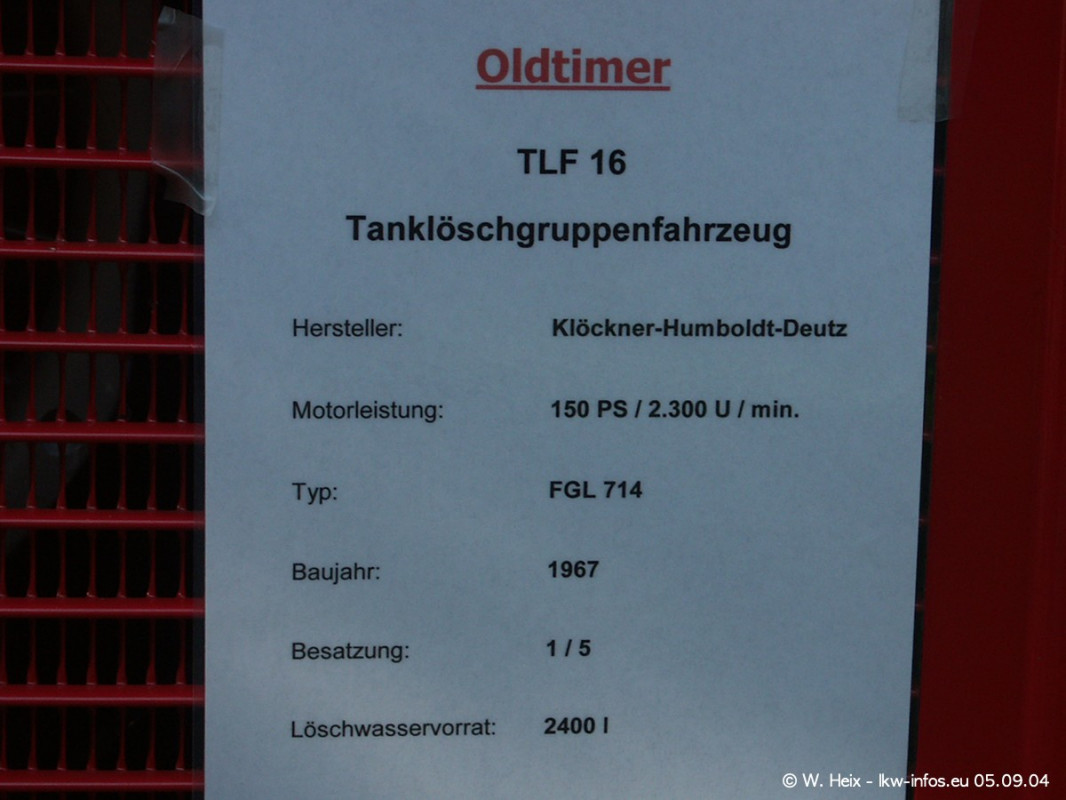 Oldtimer
TLF 16
Tanklöschgruppenfahrzeug
Hersteller: Klöckner-Humboldt-Deutz
Motorleistung: 150 PS / 2.300 U / min.
Typ: FGL 714
Baujahr: 1967
Besatzung: 1 / 5
Löschwasservorrat: 2400 l
© W. Heix - lkw-infos.eu 05.09.04